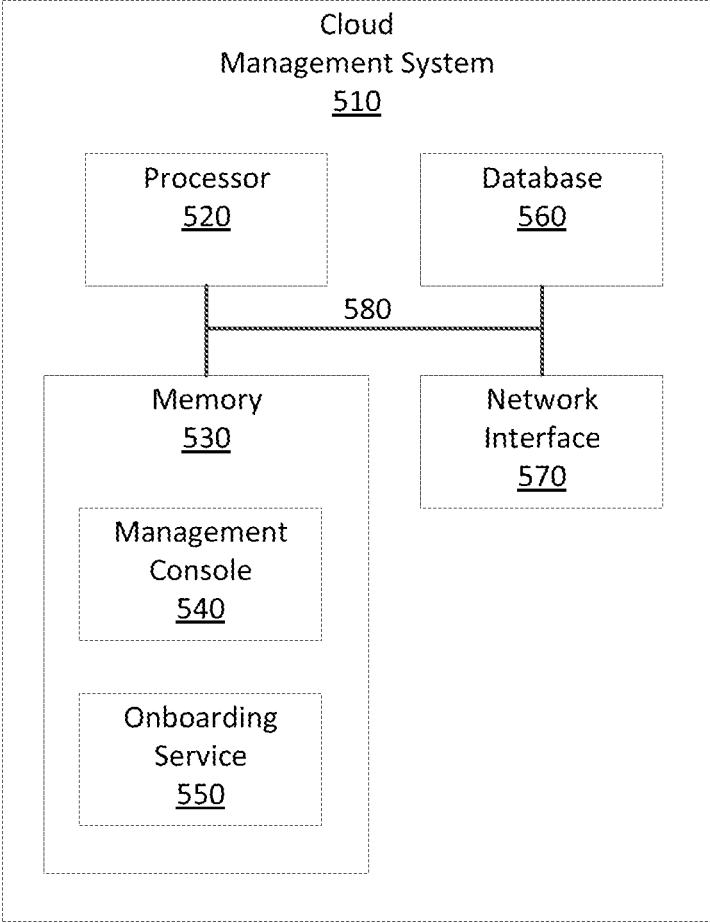 Cloud
Management System
510
Processor
520
Database
560
580
Memory
530
Network
Interface
570
Management
Console
540
Onboarding
Service
550